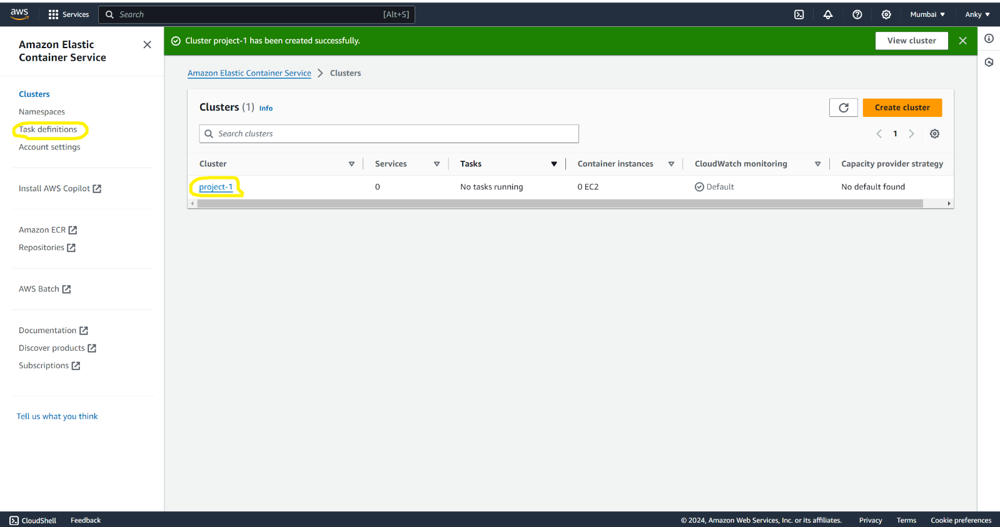 aws Services Search [Alt+S] Mumbai Anky
Amazon Elastic
Container Service
Cluster project-1 has been created successfully. View cluster
Amazon Elastic Container Service Clusters
Clusters
Namespaces
Task definitions
Account settings
Install AWS Copilot
Amazon ECR
Repositories
AWS Batch
Documentation
Discover products
Subscriptions
Tell us what you think
Clusters (1) Info Create cluster
Search clusters 1
Cluster Services Tasks Container instances CloudWatch monitoring Capacity provider strategy
project-1 0 No tasks running 0 EC2 Default No default found
CloudShell Feedback © 2024, Amazon Web Services, Inc. or its affiliates. Privacy Terms Cookie preferences